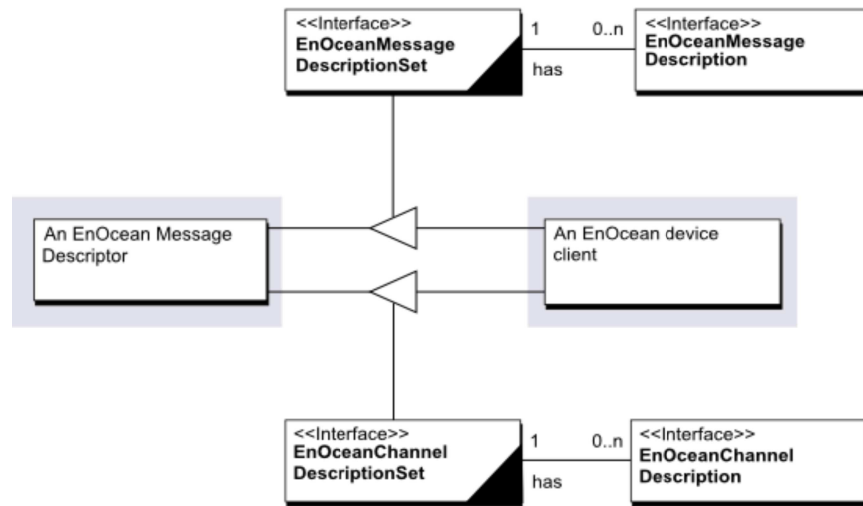 <<Interface>>
EnOceanMessage
DescriptionSet
1
0..n
has
<<Interface>>
EnOceanMessage
Description
An EnOcean Message
Descriptor
An EnOcean device
client
<<Interface>>
EnOceanChannel
DescriptionSet
1
0..n
has
<<Interface>>
EnOceanChannel
Description